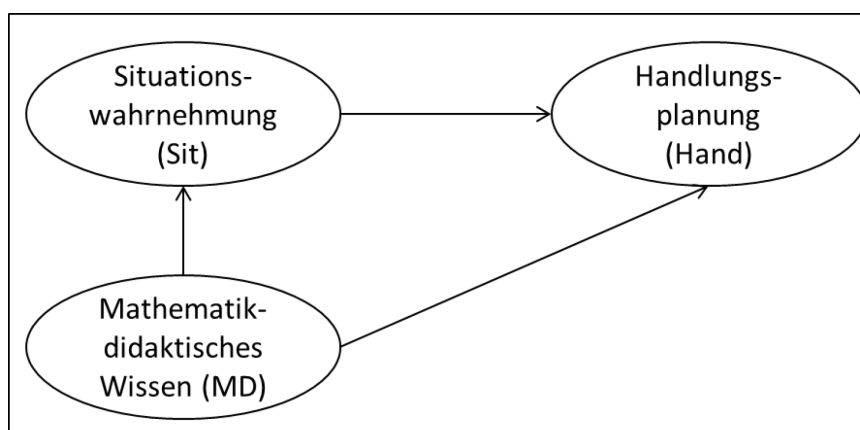 Situations-
wahrnehmung
(Sit)
Handlungs-
planung
(Hand)
Mathematik-
didaktisches
Wissen (MD)